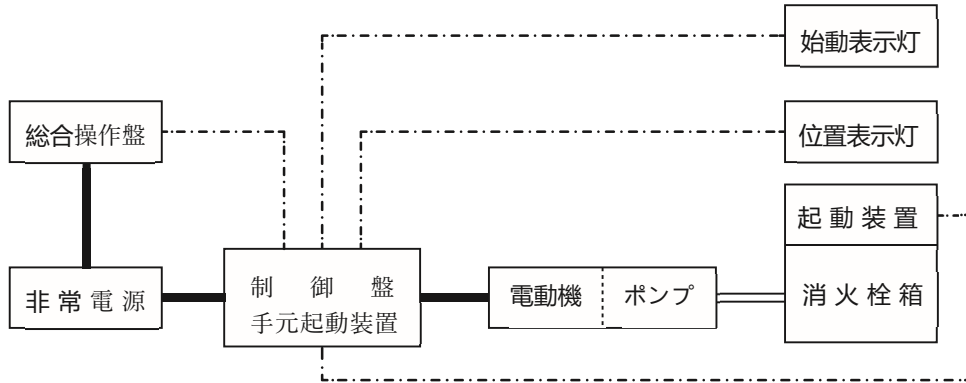 始動表示灯
総合操作盤
位置表示灯
起動装置
非常電源
制御盤
手元起動装置
電動機
ポンプ
消火栓箱